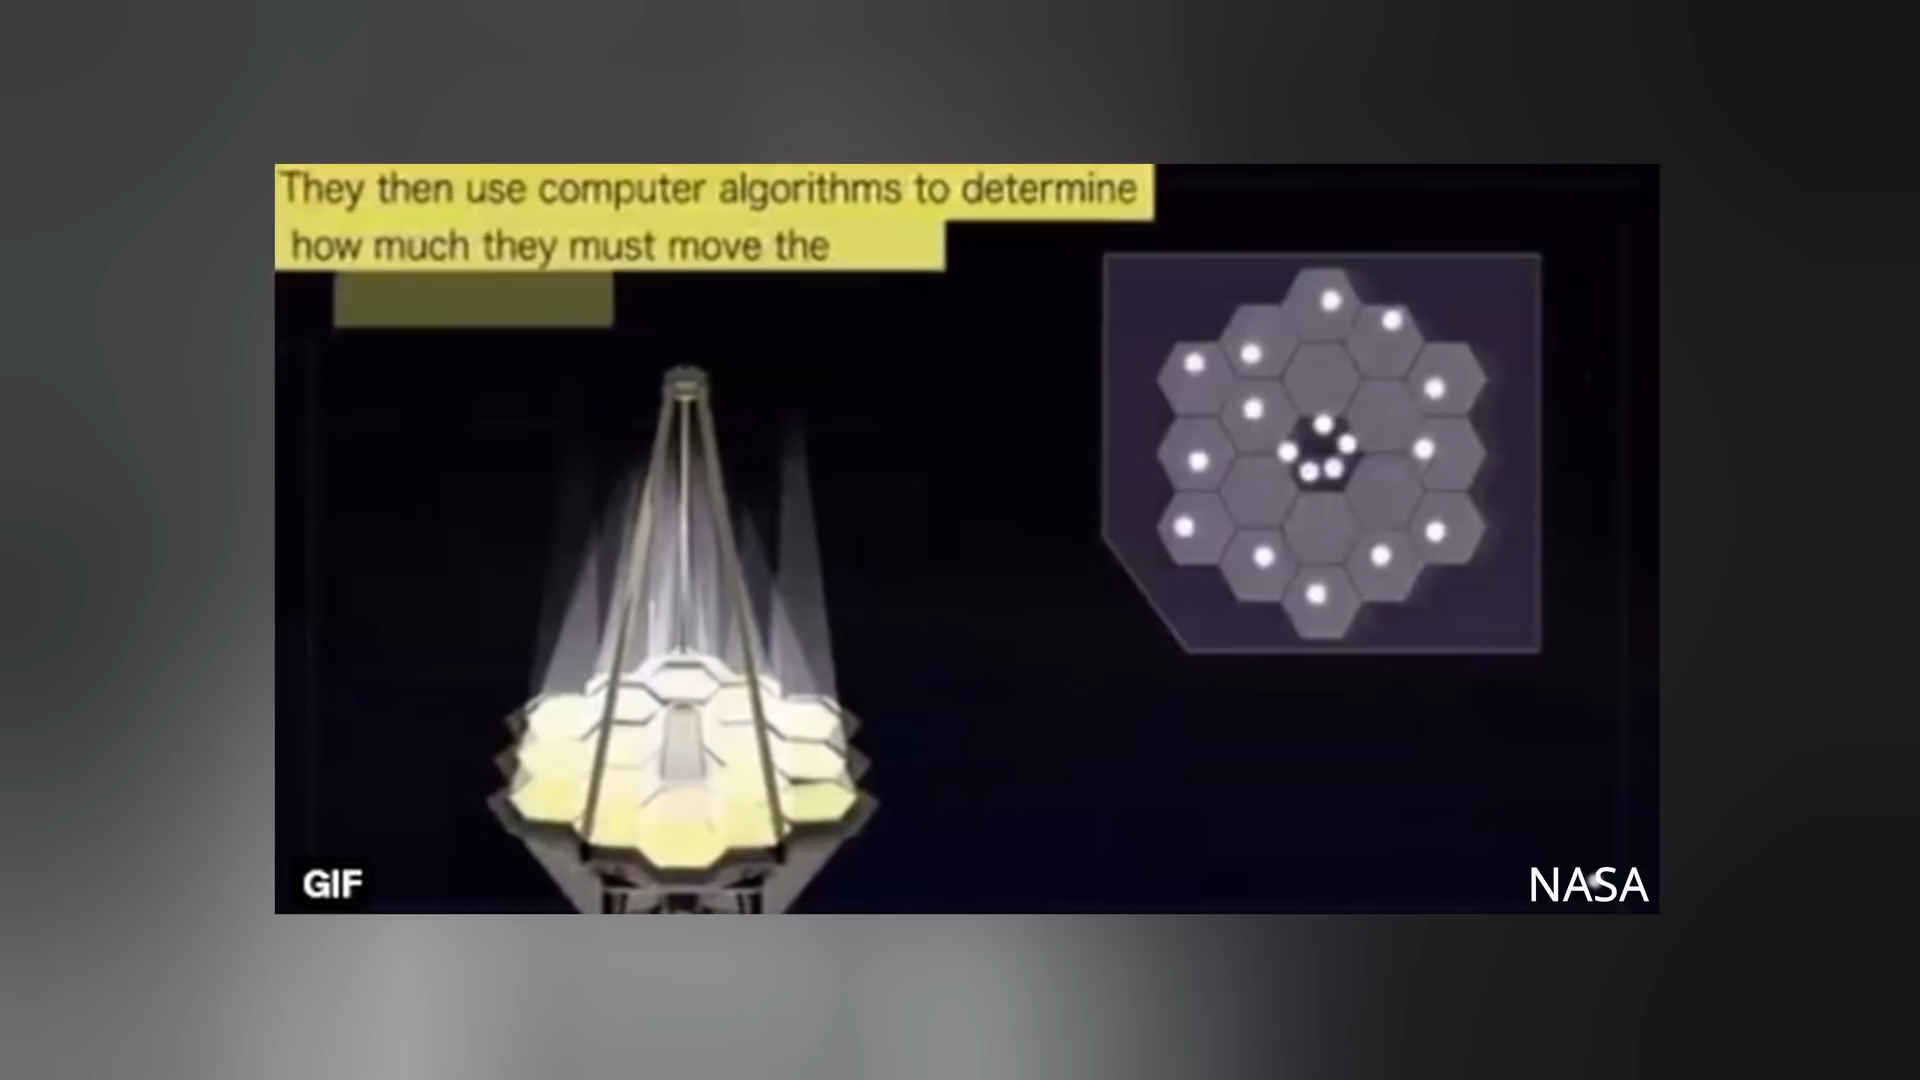 They then use computer algorithms to determine
how much they must move the
GIF
NASA